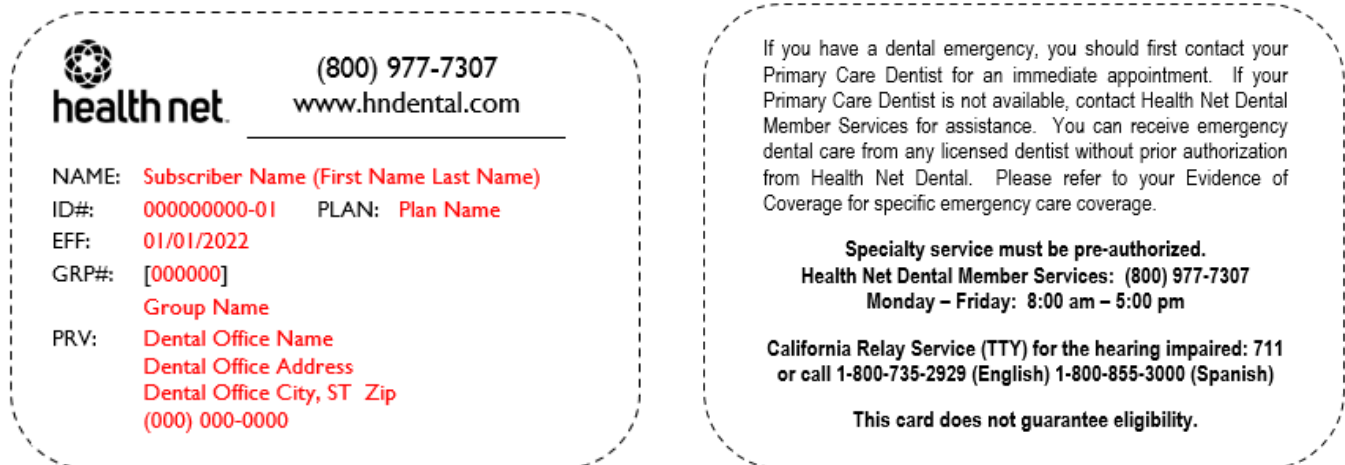 health net.
(800) 977-7307
www.hndental.com
NAME: Subscriber Name (First Name Last Name)
ID#: 000000000-01 PLAN: Plan Name
EFF: 01/01/2022
GRP#: [000000]
Group Name
PRV: Dental Office Name
Dental Office Address
Dental Office City, ST Zip
(000) 000-0000
If you have a dental emergency, you should first contact your
Primary Care Dentist for an immediate appointment. If your
Primary Care Dentist is not available, contact Health Net Dental
Member Services for assistance. You can receive emergency
dental care from any licensed dentist without prior authorization
from Health Net Dental. Please refer to your Evidence of
Coverage for specific emergency care coverage.
Specialty service must be pre-authorized.
Health Net Dental Member Services: (800) 977-7307
Monday – Friday: 8:00 am – 5:00 pm
California Relay Service (TTY) for the hearing impaired: 711
or call 1-800-735-2929 (English) 1-800-855-3000 (Spanish)
This card does not guarantee eligibility.